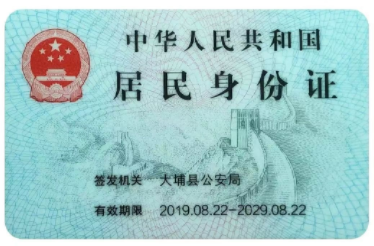 中华人民共和国
居民身份证
签发机关 大埔县公安局
有效期限 2019.08.22-2029.08.22